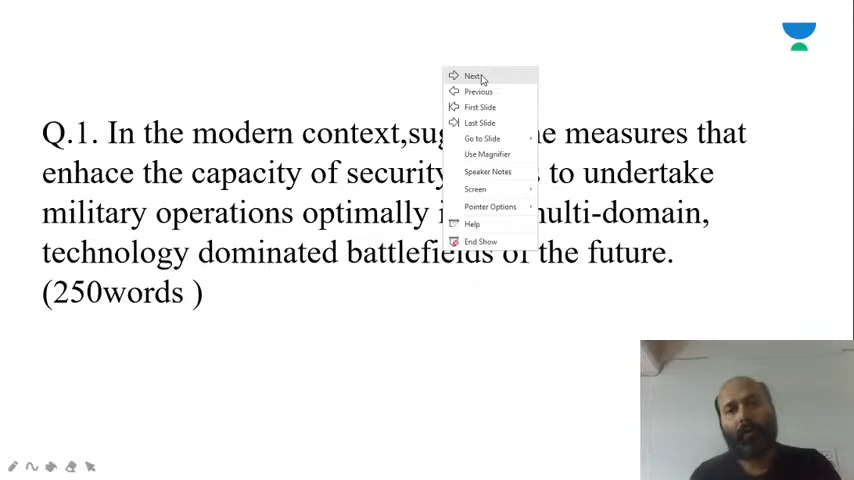 Q.1. In the modern context,sug e measures that
enhace the capacity of security to undertake
military operations optimally i multi-domain,
technology dominated battlefields of the future.
(250words )
Next
Previous
First Slide
Last Slide
Go to Slide
Use Magnifier
Speaker Notes
Screen
Pointer Options
Help
End Show